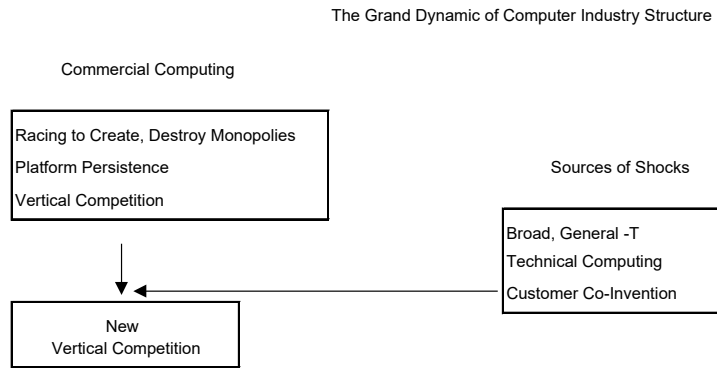 The Grand Dynamic of Computer Industry Structure
Commercial Computing
Racing to Create, Destroy Monopolies
Platform Persistence
Vertical Competition
Sources of Shocks
Broad, General -T
Technical Computing
Customer Co-Invention
New
Vertical Competition